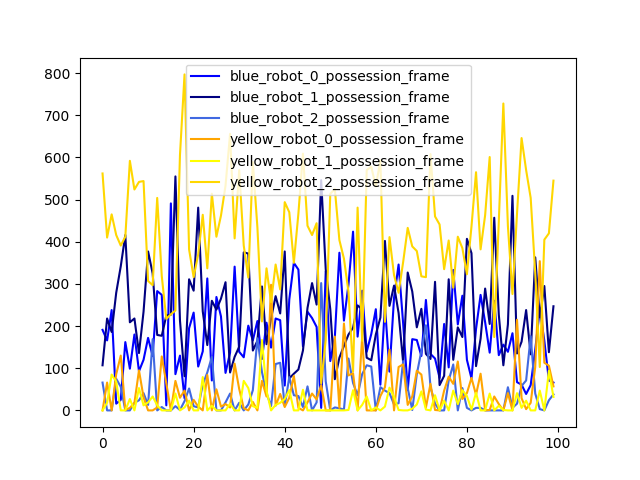 800
700
600
500
400
300
200
100
0
0 20 40 60 80 100
blue_robot_0_possession_frame
blue_robot_1_possession_frame
blue_robot_2_possession_frame
yellow_robot_0_possession_frame
yellow_robot_1_possession_frame
yellow_robot_2_possession_frame